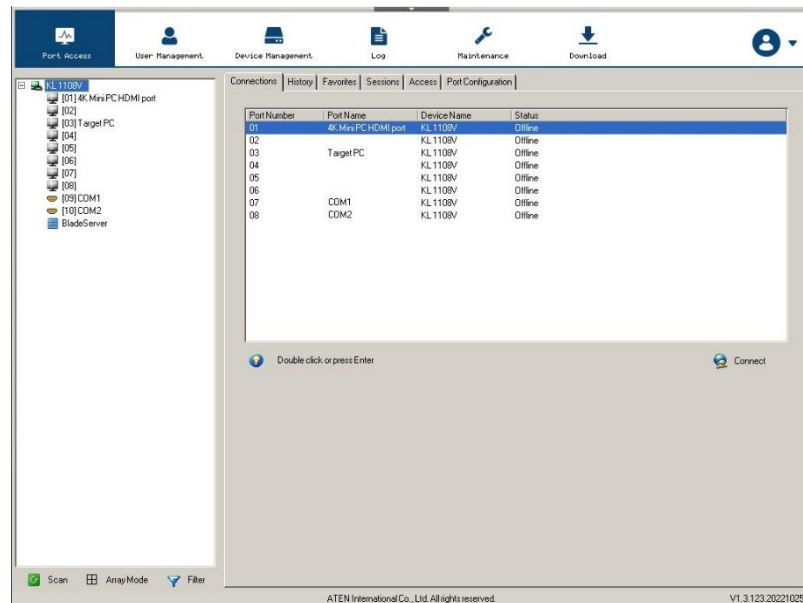 Port Access User Management Device Management Log Maintenance Download
KL1108V
[01]4K Mini PC HDMI port
[02]
[03]Target PC
[04]
[05]
[06]
[07]
[08]
[09]COM1
[10]COM2
BladeServer
Scan Array Mode Filter
Connections History Favorites Sessions Access Port Configuration
Port Number Port Name Device Name Status
01 4K Mini PC HDMI port KL1108V Offline
02 KL1108V Offline
03 Target PC KL1108V Offline
04 KL1108V Offline
05 KL1108V Offline
06 KL1108V Offline
07 COM1 KL1108V Offline
08 COM2 KL1108V Offline
Double click or press Enter Connect
ATEN International Co., Ltd. All rights reserved. V1.3.123.20221025